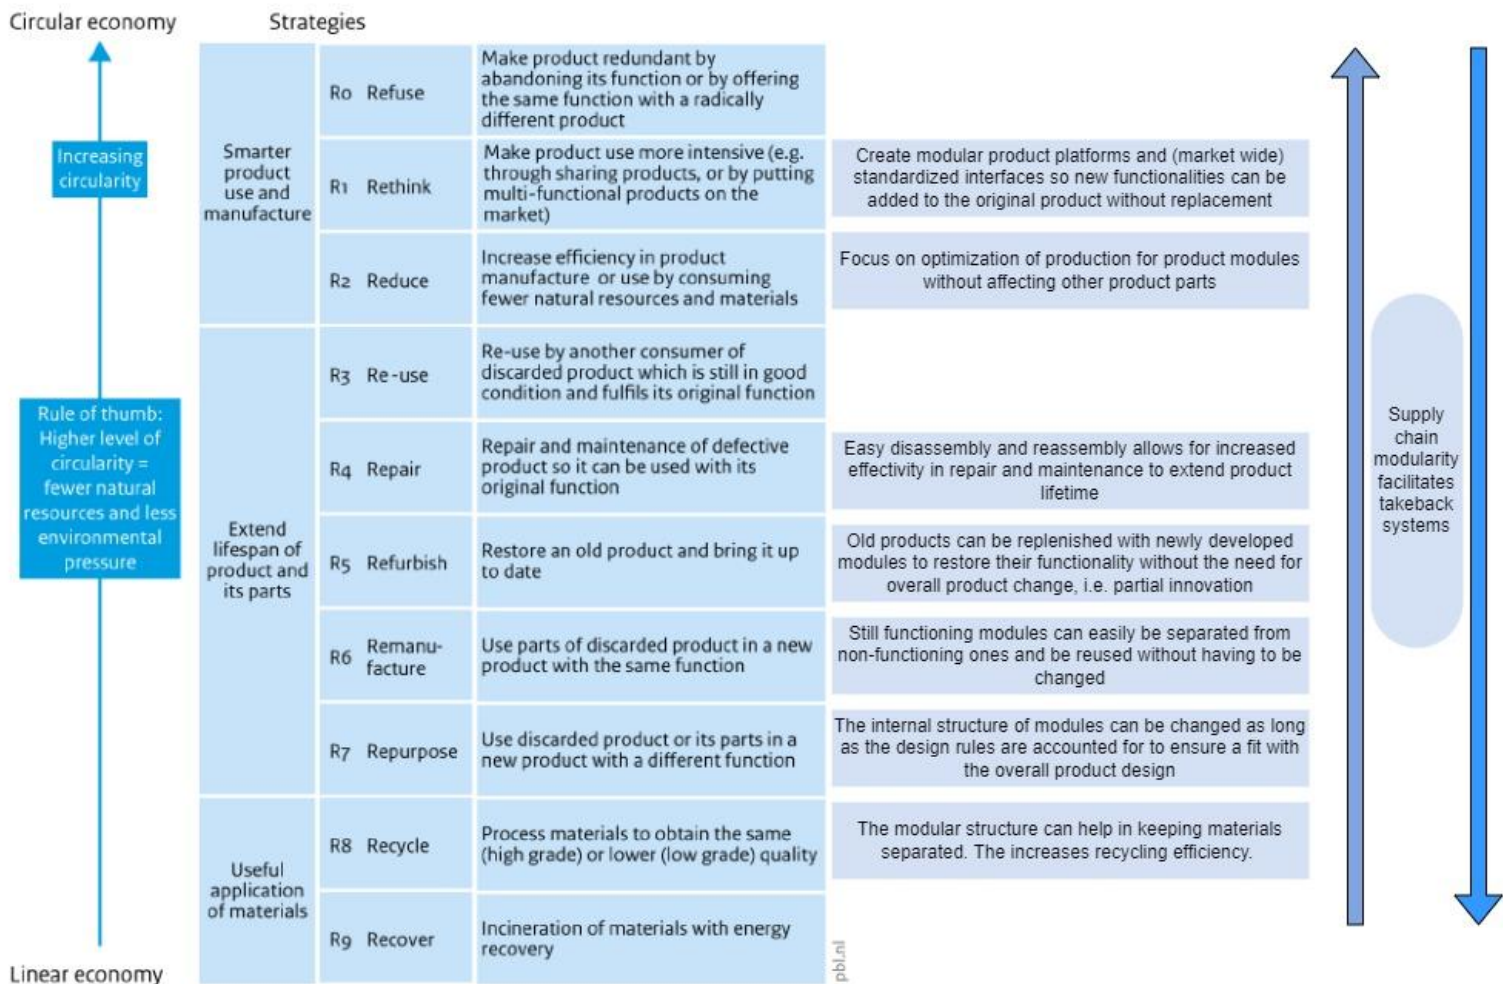 Circular economy
Strategies
Increasing
circularity
Rule of thumb:
Higher level of
circularity =
fewer natural
resources and less
environmental
pressure
Linear economy
Smarter
product
use and
manufacture
R0 Refuse
Make product redundant by
abandoning its function or by offering
the same function with a radically
different product
R1 Rethink
Make product use more intensive (e.g.
through sharing products, or by putting
multi-functional products on the
market)
Create modular product platforms and (market wide)
standardized interfaces so new functionalities can be
added to the original product without replacement
R2 Reduce
Increase efficiency in product
manufacture or use by consuming
fewer natural resources and materials
Focus on optimization of production for product modules
without affecting other product parts
Extend
lifespan of
product and
its parts
R3 Re-use
Re-use by another consumer of
discarded product which is still in good
condition and fulfils its original function
R4 Repair
Repair and maintenance of defective
product so it can be used with its
original function
Easy disassembly and reassembly allows for increased
effectivity in repair and maintenance to extend product
lifetime
R5 Refurbish
Restore an old product and bring it up
to date
Old products can be replenished with newly developed
modules to restore their functionality without the need for
overall product change, i.e. partial innovation
R6 Remanu-
facture
Use parts of discarded product in a new
product with the same function
Still functioning modules can easily be separated from
non-functioning ones and be reused without having to be
changed
R7 Repurpose
Use discarded product or its parts in a
new product with a different function
The internal structure of modules can be changed as long
as the design rules are accounted for to ensure a fit with
the overall product design
Useful
application
of materials
R8 Recycle
Process materials to obtain the same
(high grade) or lower (low grade) quality
The modular structure can help in keeping materials
separated. The increases recycling efficiency.
R9 Recover
Incineration of materials with energy
recovery
pbl.nl
Supply
chain
modularity
facilitates
takeback
systems